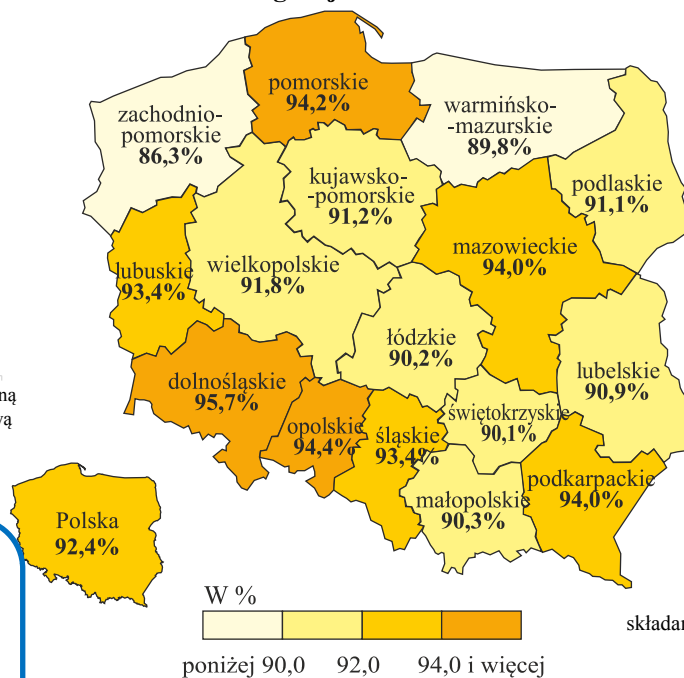 pomorskie
94,2%
zachodnio-
pomorskie
86,3%
warmińsko-
-mazurskie
89,8%
kujawsko-
-pomorskie
91,2%
podlaskie
91,1%
mazowieckie
94,0%
lubuskie
93,4%
wielkopolskie
91,8%
łódzkie
90,2%
lubelskie
90,9%
dolnośląskie
95,7%
opolskie
94,4%
śląskie
93,4%
świętokrzyskie
90,1%
małopolskie
90,3%
podkarpackie
94,0%
Polska
92,4%
W %
poniżej 90,0 92,0 94,0 i więcej